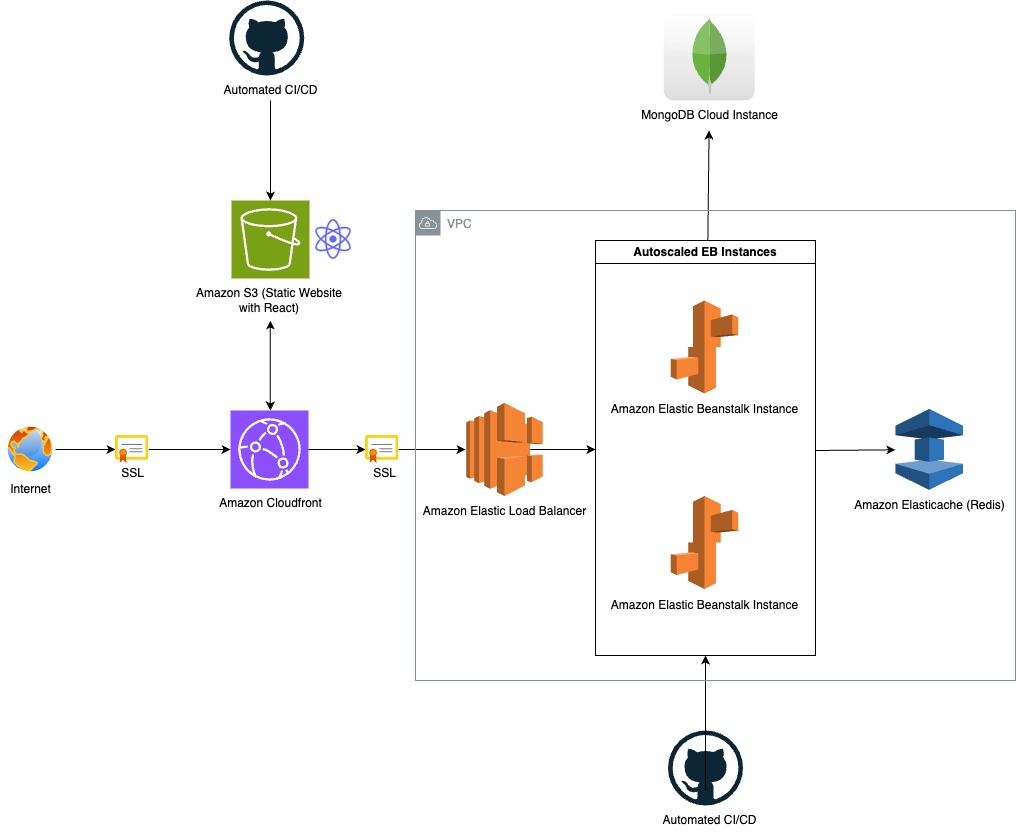 Automated CI/CD
MongoDB Cloud Instance
VPC
Autoscaled EB Instances
Amazon S3 (Static Website
with React)
Amazon Elastic Beanstalk Instance
Internet
SSL
Amazon Cloudfront
SSL
Amazon Elastic Load Balancer
Amazon Elasticache (Redis)
Amazon Elastic Beanstalk Instance
Automated CI/CD